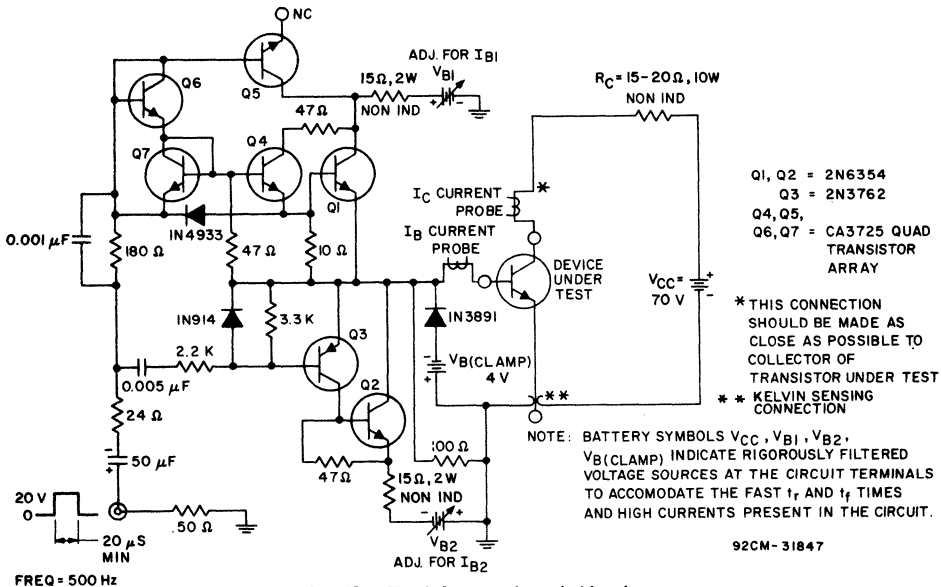 NC
ADJ. FOR IB1
VB1
+ -
15Ω, 2W
NON IND
RC = 15-20Ω, 10W
NON IND
Q6
Q5
47Ω
Q7
Q4
Q1
IC CURRENT
PROBE
*
Q1, Q2 = 2N6354
Q3 = 2N3762
Q4, Q5,
Q6, Q7 = CA3725 QUAD
TRANSISTOR
ARRAY
0.001 µF
180 Ω
1N4933
47 Ω
10 Ω
IB CURRENT
PROBE
DEVICE
UNDER
TEST
VCC =
70 V
+
-
* THIS CONNECTION
SHOULD BE MADE AS
CLOSE AS POSSIBLE TO
COLLECTOR OF
TRANSISTOR UNDER TEST
* * KELVIN SENSING
CONNECTION
1N914
3.3 K
Q3
1N3891
-
+
VB(CLAMP)
4 V
* *
2.2 K
0.005 µF
Q2
24 Ω
-
+
50 µF
47Ω
100 Ω
15Ω, 2W
NON IND
- +
VB2
ADJ. FOR IB2
NOTE: BATTERY SYMBOLS VCC, VB1, VB2,
VB(CLAMP) INDICATE RIGOROUSLY FILTERED
VOLTAGE SOURCES AT THE CIRCUIT TERMINALS
TO ACCOMODATE THE FAST tr AND tf TIMES
AND HIGH CURRENTS PRESENT IN THE CIRCUIT.
20 V
0
20 µS
MIN
50 Ω
FREQ = 500 Hz
92CM-31847